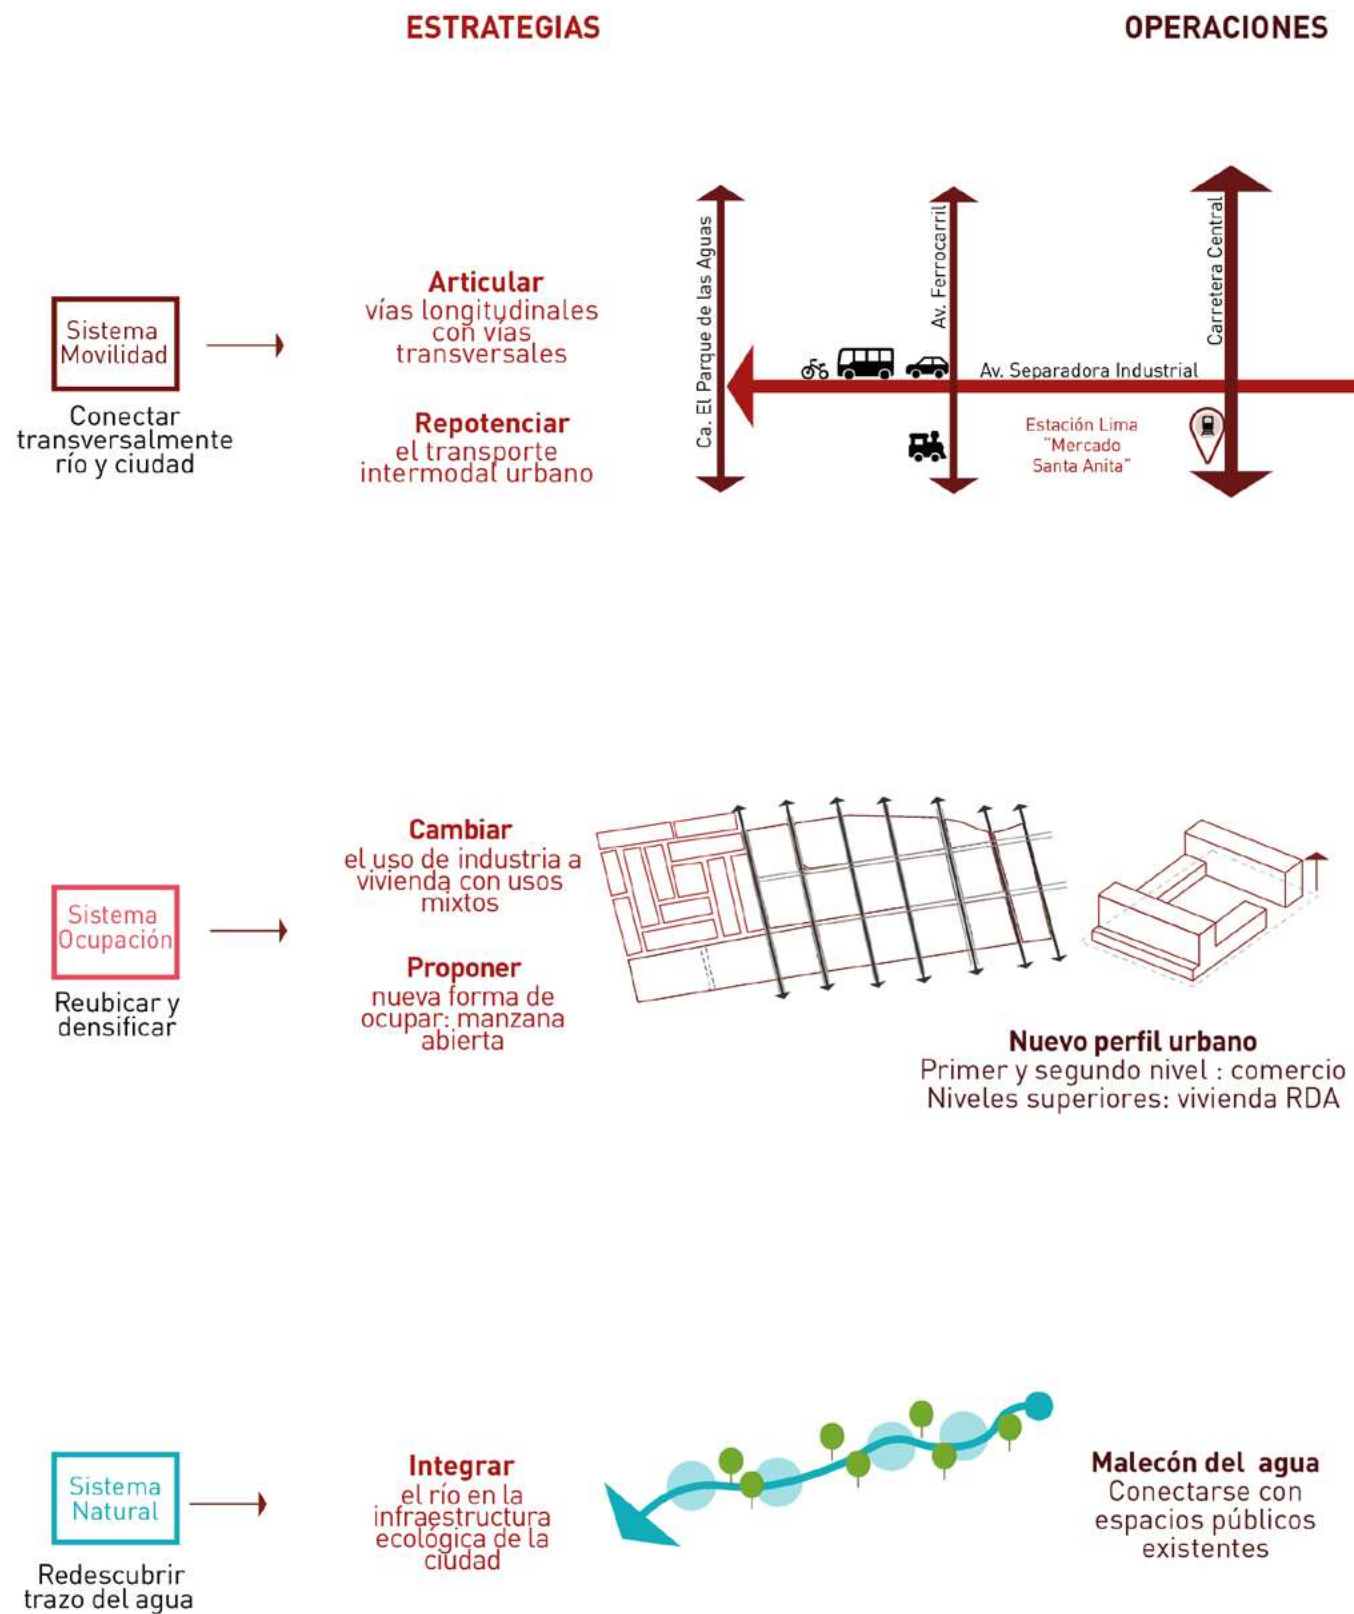 ESTRATEGIAS
OPERACIONES
Sistema
Movilidad
Conectar
transversalmente
río y ciudad
Articular
vías longitudinales
con vías
transversales
Repotenciar
el transporte
intermodal urbano
Ca. El Parque de las Aguas
Av. Ferrocarril
Carretera Central
Av. Separadora Industrial
Estación Lima
"Mercado
Santa Anita"
Sistema
Ocupación
Reubicar y
densificar
Cambiar
el uso de industria a
vivienda con usos
mixtos
Proponer
nueva forma de
ocupar: manzana
abierta
Nuevo perfil urbano
Primer y segundo nivel : comercio
Niveles superiores: vivienda RDA
Sistema
Natural
Redescubrir
trazo del agua
Integrar
el río en la
infraestructura
ecológica de la
ciudad
Malecón del agua
Conectarse con
espacios públicos
existentes